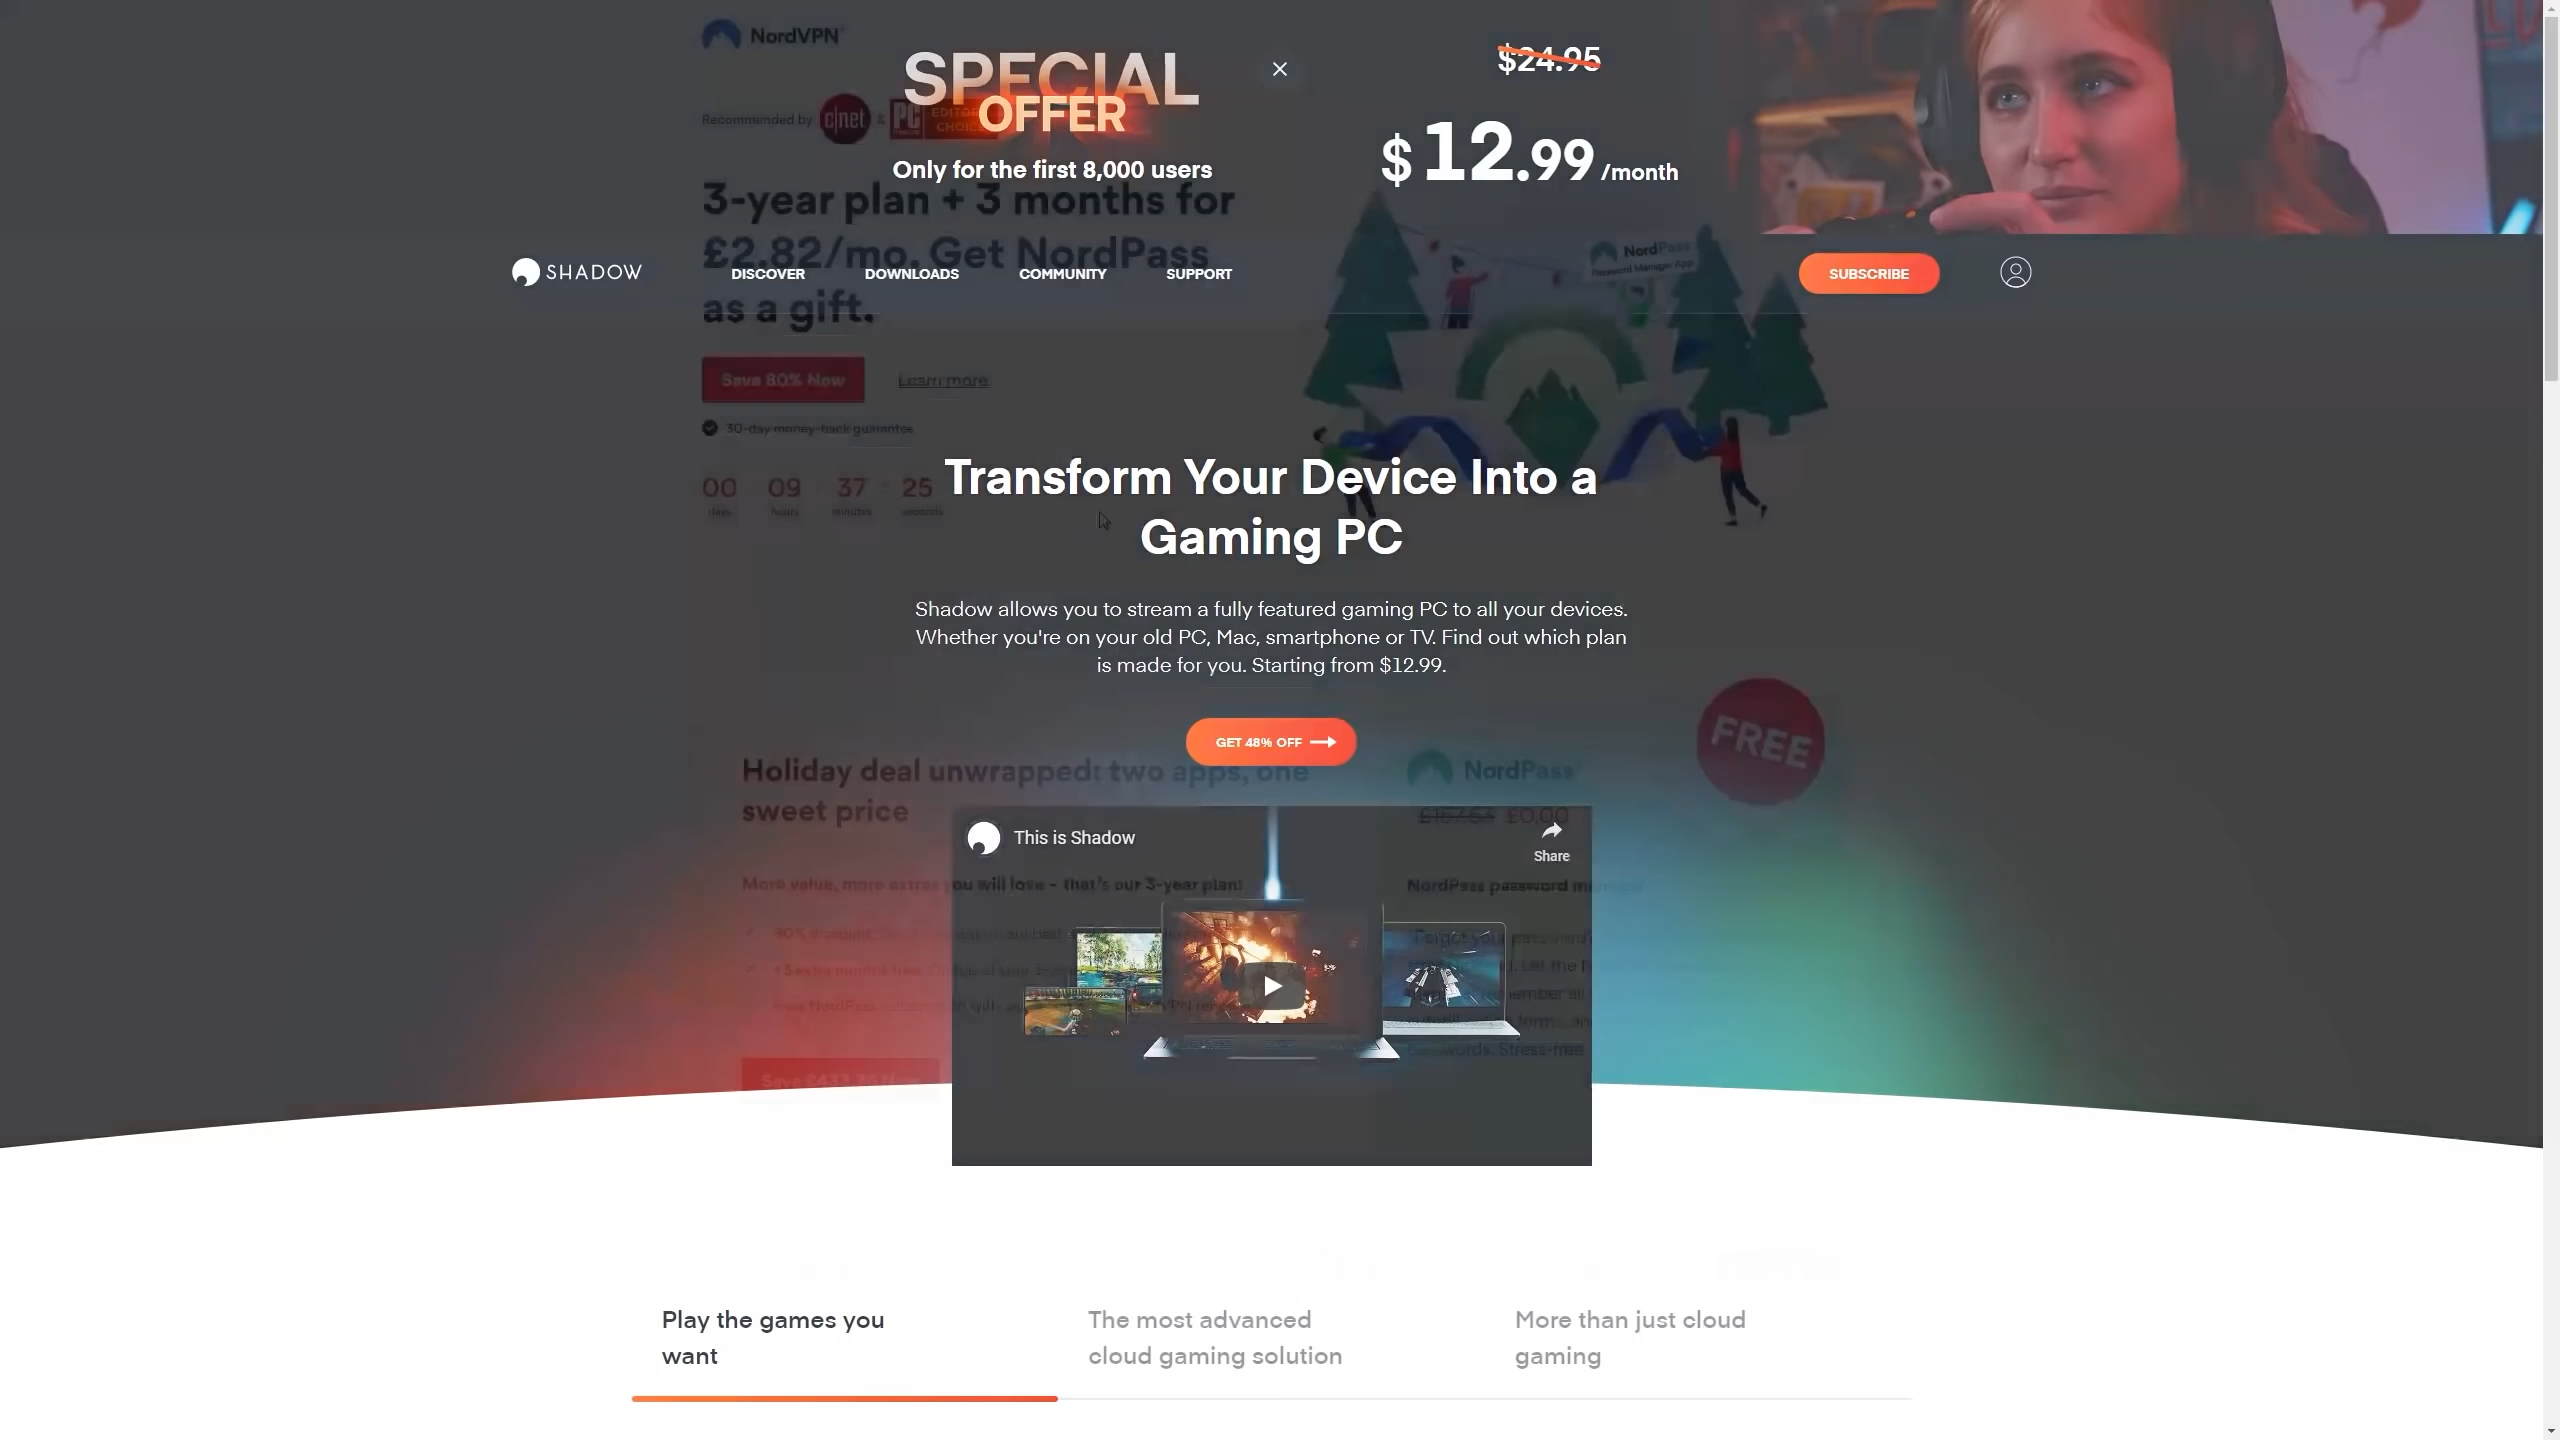 NordVPN
SPECIAL
OFFER
$24.95
Recommended by c|net & PC EDITORS' CHOICE
Only for the first 8,000 users
$12.99 /month
3-year plan + 3 months for
£2.82/mo. Get NordPass
as a gift.
NordPass
Password Manager App
SHADOW
DISCOVER
DOWNLOADS
COMMUNITY
SUPPORT
SUBSCRIBE
Save 80% Now
Learn more
30-day money-back guarantee
00 09 37 25
days hours minutes seconds
Transform Your Device Into a
Gaming PC
Shadow allows you to stream a fully featured gaming PC to all your devices.
Whether you're on your old PC, Mac, smartphone or TV. Find out which plan
is made for you. Starting from $12.99.
GET 48% OFF
FREE
Holiday deal unwrapped: two apps, one
sweet price
NordPass
£0.00
This is Shadow
Share
More value, more extras you will love - that's our 3-year plan!
NordPass password
Play the games you
want
The most advanced
cloud gaming solution
More than just cloud
gaming